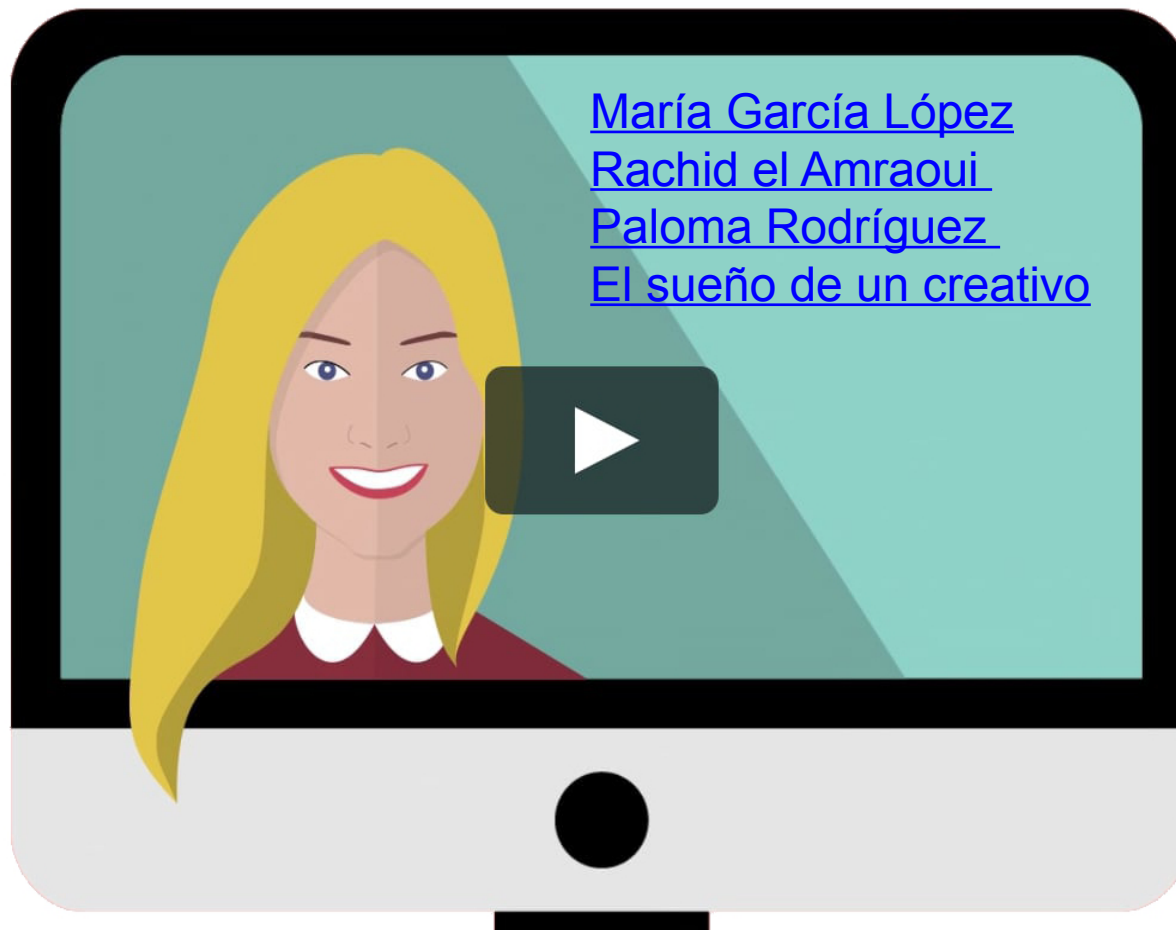 María García López
Rachid el Amraoui
Paloma Rodríguez
El sueño de un creativo